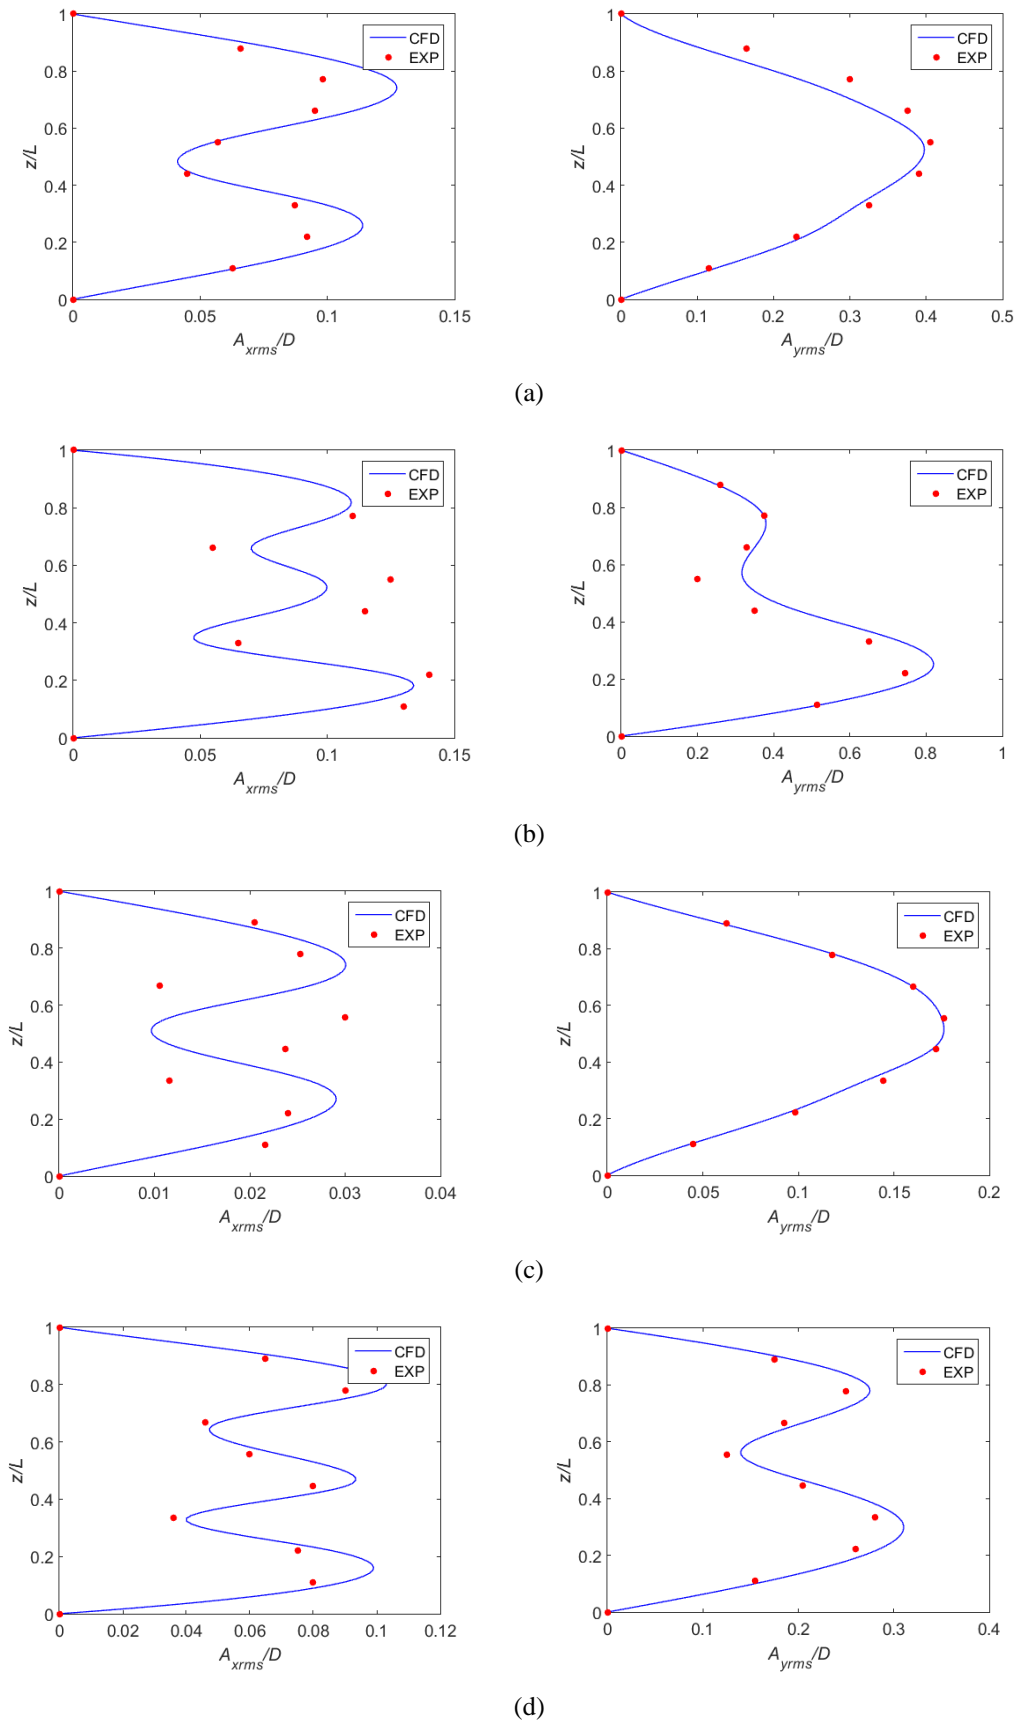 CFD
EXP
1
0.8
0.6
0.4
0.2
0
z/L
0 0.05 0.1 0.15
A_xrms/D
CFD
EXP
1
0.8
0.6
0.4
0.2
0
z/L
0 0.1 0.2 0.3 0.4 0.5
A_yrms/D
(a)
CFD
EXP
1
0.8
0.6
0.4
0.2
0
z/L
0 0.05 0.1 0.15
A_xrms/D
CFD
EXP
1
0.8
0.6
0.4
0.2
0
z/L
0 0.2 0.4 0.6 0.8 1
A_yrms/D
(b)
CFD
EXP
1
0.8
0.6
0.4
0.2
0
z/L
0 0.01 0.02 0.03 0.04
A_xrms/D
CFD
EXP
1
0.8
0.6
0.4
0.2
0
z/L
0 0.05 0.1 0.15 0.2
A_yrms/D
(c)
CFD
EXP
1
0.8
0.6
0.4
0.2
0
z/L
0 0.02 0.04 0.06 0.08 0.1 0.12
A_xrms/D
CFD
EXP
1
0.8
0.6
0.4
0.2
0
z/L
0 0.1 0.2 0.3 0.4
A_yrms/D
(d)